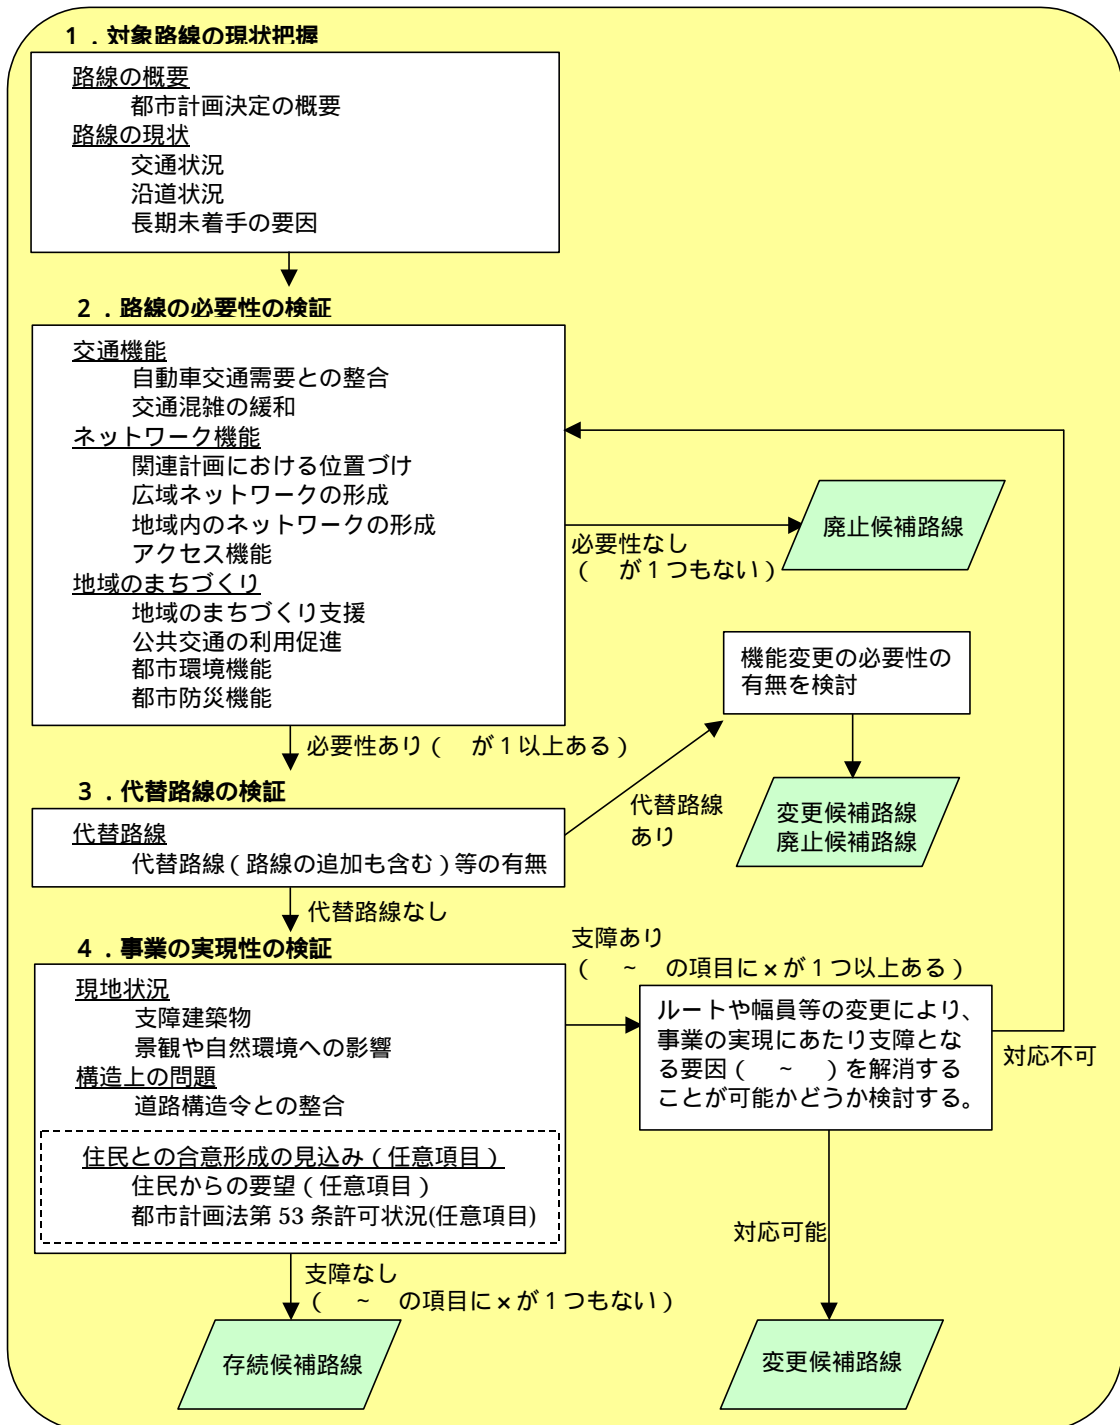 １．対象路線の現状把握
路線の概要
都市計画決定の概要
路線の現状
交通状況
沿道状況
長期未着手の要因
２．路線の必要性の検証
交通機能
自動車交通需要との整合
交通混雑の緩和
ネットワーク機能
関連計画における位置づけ
広域ネットワークの形成
地域内のネットワークの形成
アクセス機能
地域のまちづくり
地域のまちづくり支援
公共交通の利用促進
都市環境機能
都市防災機能
必要性なし
（　が１つもない）
廃止候補路線
必要性あり（　が１以上ある）
機能変更の必要性の
有無を検討
３．代替路線の検証
代替路線
代替路線（路線の追加も含む）等の有無
代替路線
あり
変更候補路線
廃止候補路線
代替路線なし
４．事業の実現性の検証
現地状況
支障建築物
景観や自然環境への影響
構造上の問題
道路構造令との整合
住民との合意形成の見込み（任意項目）
住民からの要望（任意項目）
都市計画法第53条許可状況(任意項目)
支障あり
（　～　の項目に×が１つ以上ある）
ルートや幅員等の変更により、
事業の実現にあたり支障とな
る要因（　～　）を解消する
ことが可能かどうか検討する。
対応不可
対応可能
支障なし
（　～　の項目に×が１つもない）
存続候補路線
変更候補路線